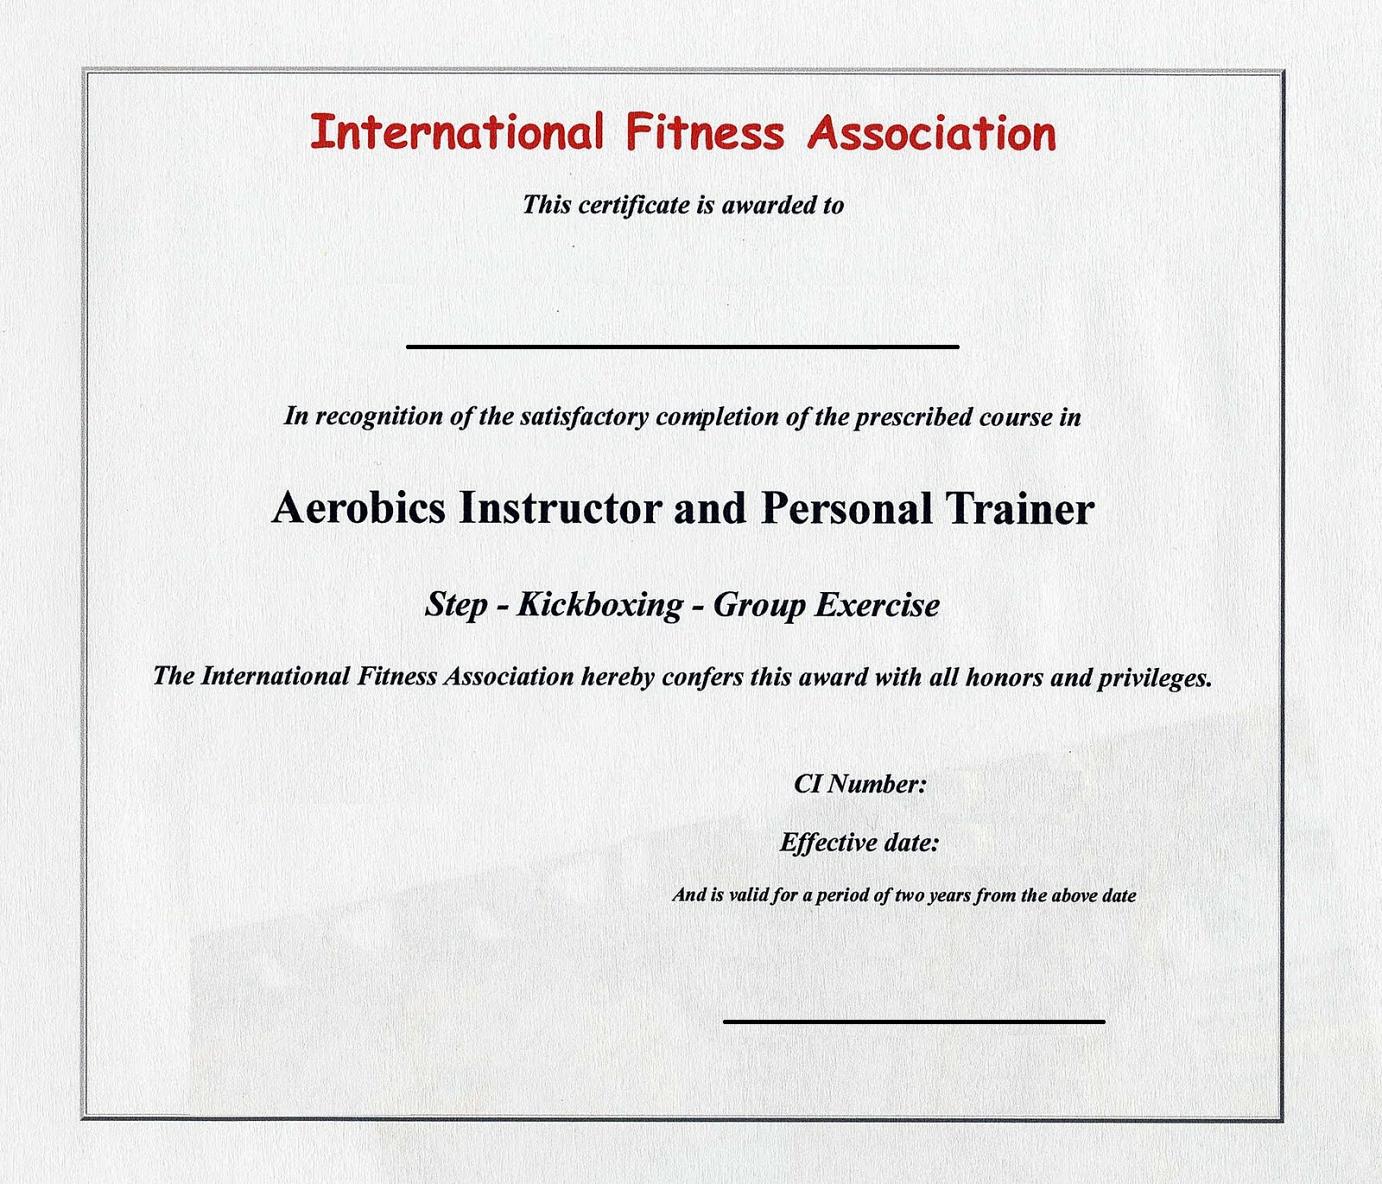 International Fitness Association
This certificate is awarded to
In recognition of the satisfactory completion of the prescribed course in
Aerobics Instructor and Personal Trainer
Step - Kickboxing - Group Exercise
The International Fitness Association hereby confers this award with all honors and privileges.
CI Number:
Effective date:
And is valid for a period of two years from the above date